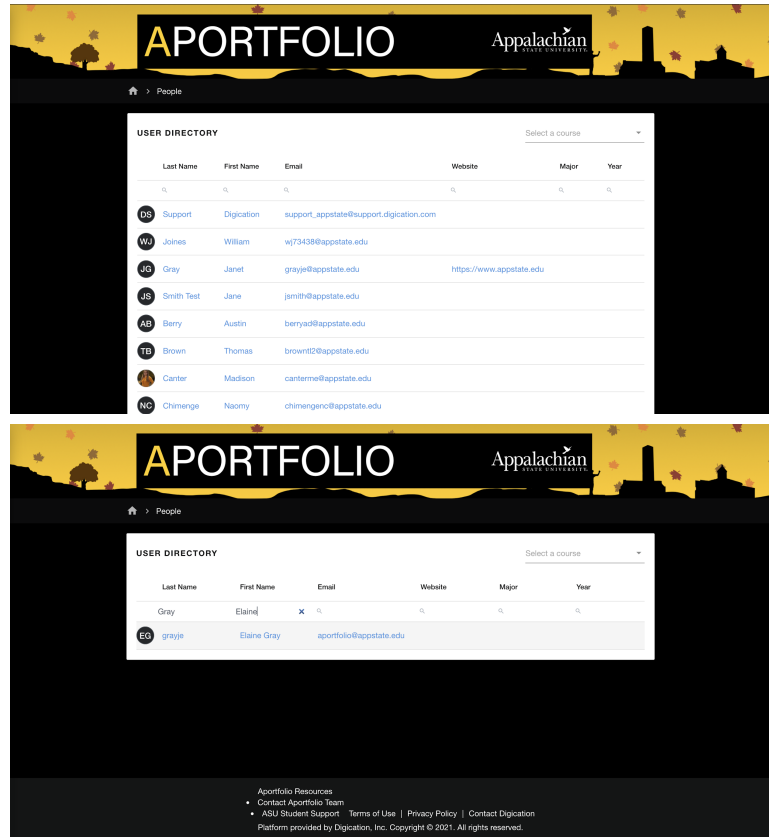 APORTFOLIO
Appalachian
STATE UNIVERSITY.
> People
USER DIRECTORY
Select a course
Last Name First Name Email Website Major Year
DS Support Digication support_appstate@support.digication.com
WJ Joines William wj73438@appstate.edu
JG Gray Janet grayje@appstate.edu https://www.appstate.edu
JS Smith Test Jane jsmith@appstate.edu
AB Berry Austin berryad@appstate.edu
TB Brown Thomas browntl2@appstate.edu
Canter Madison canterme@appstate.edu
NC Chimenge Naomy chimengenc@appstate.edu
APORTFOLIO
Appalachian
STATE UNIVERSITY.
> People
USER DIRECTORY
Select a course
Last Name First Name Email Website Major Year
Gray Elaine x
EG grayje Elaine Gray aportfolio@appstate.edu
Aportfolio Resources
• Contact Aportfolio Team
• ASU Student Support Terms of Use | Privacy Policy | Contact Digication
Platform provided by Digication, Inc. Copyright © 2021. All rights reserved.